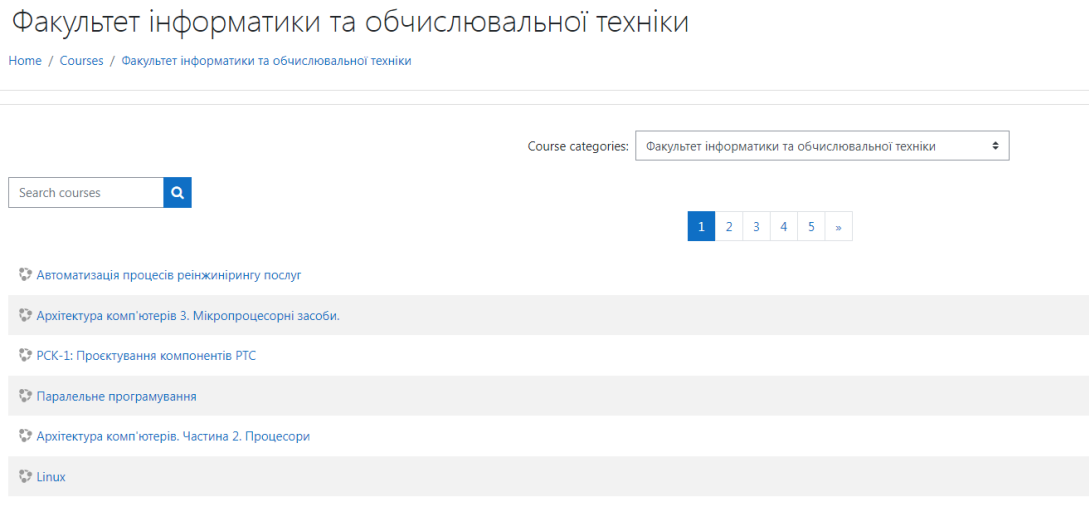 Факультет інформатики та обчислювальної техніки
Home / Courses / Факультет інформатики та обчислювальної техніки
Course categories: Факультет інформатики та обчислювальної техніки
Search courses
1 2 3 4 5 »
Автоматизація процесів реінжинірингу послуг
Архітектура комп'ютерів 3. Мікропроцесорні засоби.
РСК-1: Проєктування компонентів РТС
Паралельне програмування
Архітектура комп'ютерів. Частина 2. Процесори
Linux